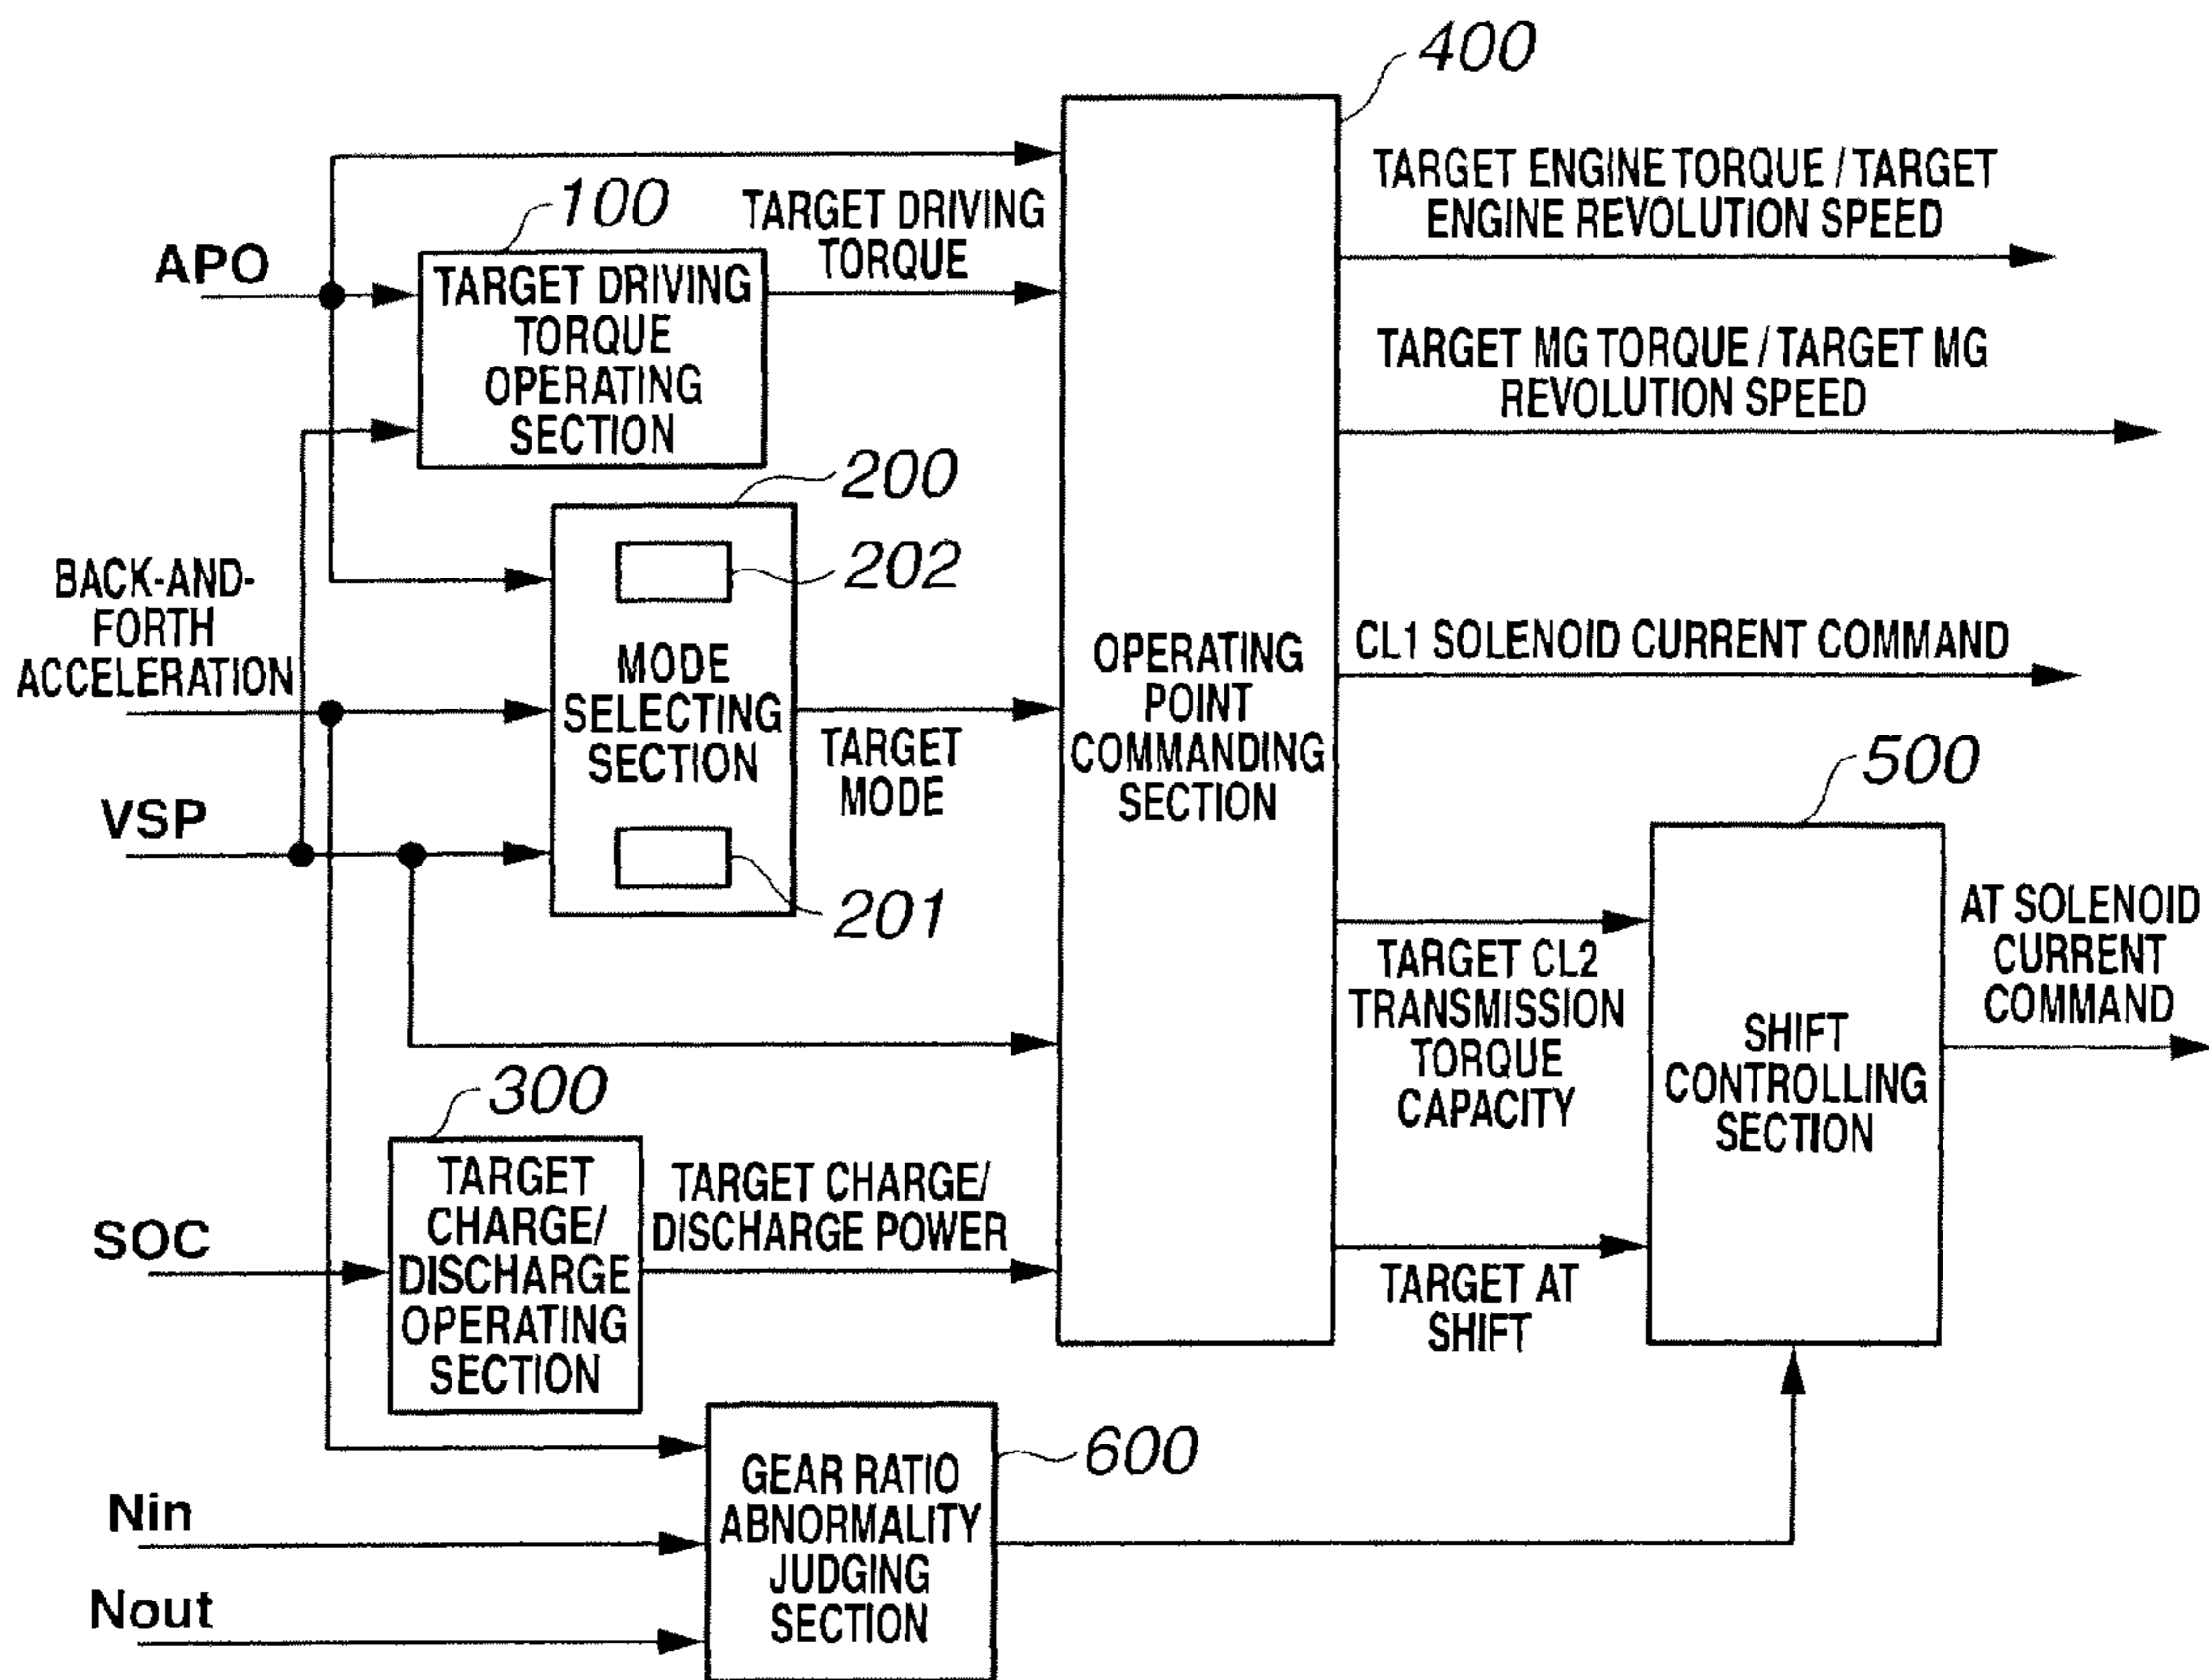 400
TARGET ENGINE TORQUE / TARGET
ENGINE REVOLUTION SPEED
100
TARGET DRIVING
TORQUE
APO
TARGET DRIVING
TORQUE
OPERATING
SECTION
TARGET MG TORQUE / TARGET MG
REVOLUTION SPEED
200
202
BACK-AND-
FORTH
ACCELERATION
MODE
SELECTING
SECTION
TARGET
MODE
OPERATING
POINT
COMMANDING
SECTION
CL1 SOLENOID CURRENT COMMAND
500
VSP
201
AT SOLENOID
CURRENT
COMMAND
TARGET CL2
TRANSMISSION
TORQUE
CAPACITY
SHIFT
CONTROLLING
SECTION
300
SOC
TARGET
CHARGE/
DISCHARGE
OPERATING
SECTION
TARGET CHARGE/
DISCHARGE POWER
TARGET AT
SHIFT
600
Nin
GEAR RATIO
ABNORMALITY
JUDGING
SECTION
Nout